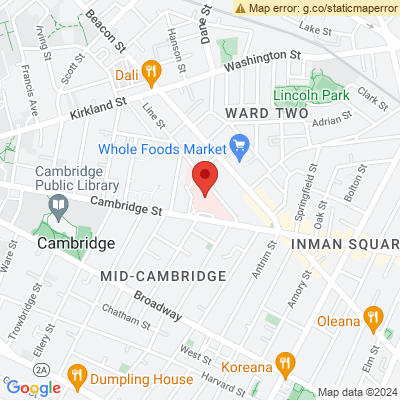 Map error: g.co/staticmaperror
Beacon St
Irving St
Scott St
Francis Ave
Hanson St
Dane St
Lake St
Washington St
Dali
Kirkland St
Line St
Lincoln Park
Clark St
WARD TWO
Adrian St
Whole Foods Market
Cambridge
Public Library
Cambridge St
Springfield St
Bolton St
Oak St
Cambridge
INMAN SQUAR
Ware St
MID-CAMBRIDGE
Antrim St
Amory St
Broadway
Trowbridge St
Chatham St
Ellery St
Oleana
West St
Koreana
Elm St
2A
Dumpling House
Harvard St
Google
Map data ©2024